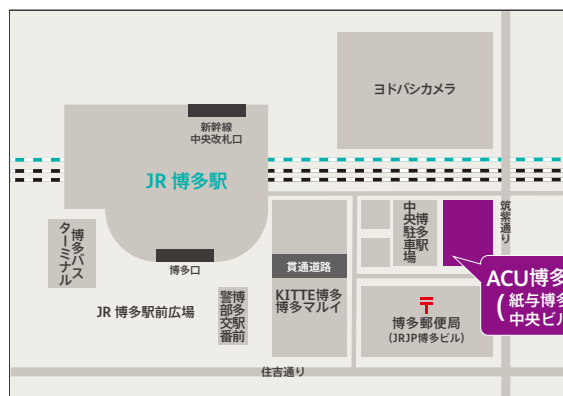 ヨドバシカメラ
新幹線
中央改札口
JR 博多駅
筑紫通り
博多駅
中央駐車場
博多バス
ターミナル
博多口
貫通道路
ACU博多
(紙与博多
中央ビル
KITTE博多
博多マルイ
博多駅前
警部交番
JR 博多駅前広場
〒
博多郵便局
(JRJP博多ビル)
住吉通り